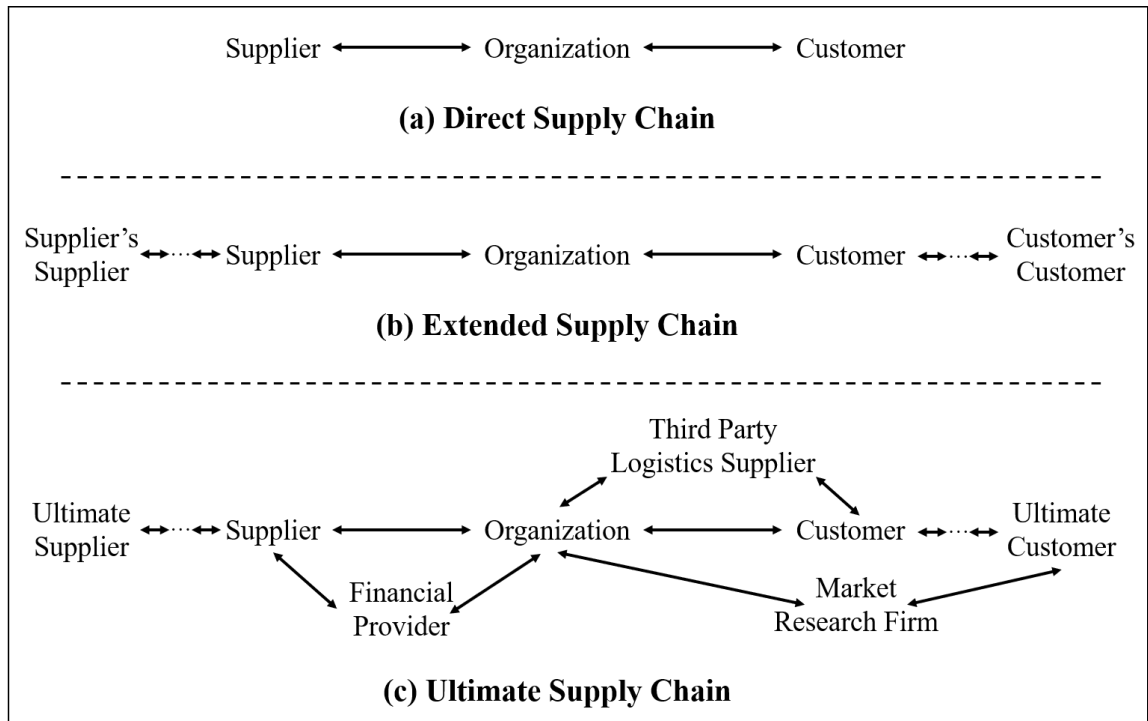 Supplier Organization Customer
(a) Direct Supply Chain
Supplier’s
Supplier
... Supplier Organization Customer ...
Customer’s
Customer
(b) Extended Supply Chain
Third Party
Logistics Supplier
Ultimate
Supplier
... Supplier Organization Customer ...
Ultimate
Customer
Financial
Provider
Market
Research Firm
(c) Ultimate Supply Chain